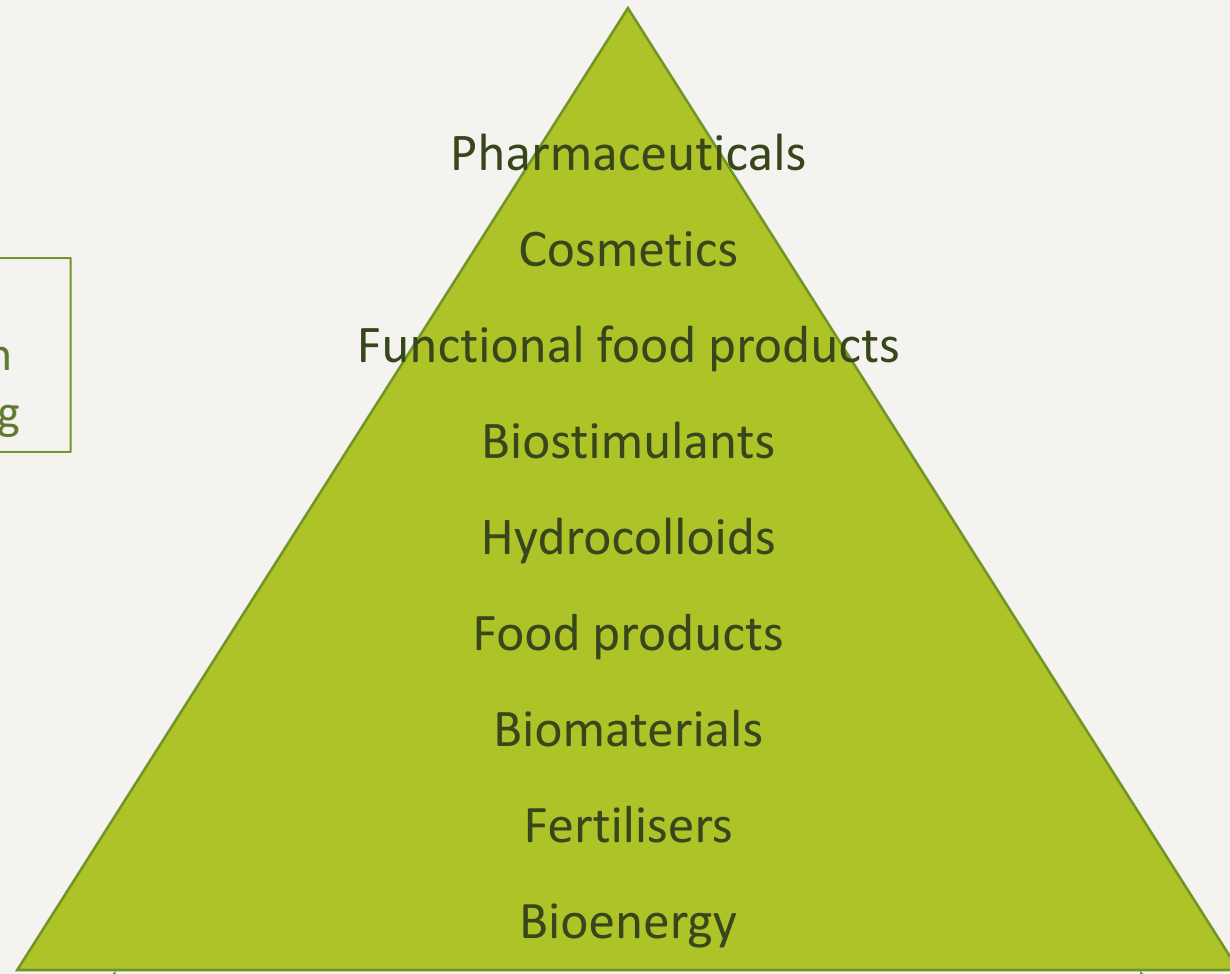 Pharmaceuticals
Cosmetics
Functional food products
Biostimulants
Hydrocolloids
Food products
Biomaterials
Fertilisers
Bioenergy